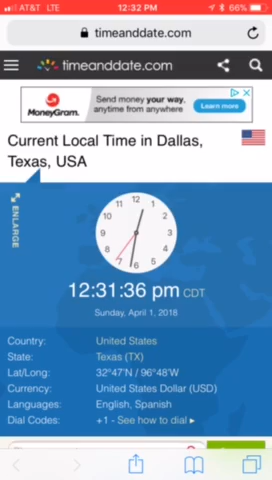 AT&T LTE 12:32 PM 66%
timeanddate.com
timeanddate.com
MoneyGram.
Send money your way.
anytime from anywhere
Learn more
Current Local Time in Dallas,
Texas, USA
ENLARGE
12 1 2 3 4 5 6 7 8 9 10 11
12:31:36 pm CDT
Sunday, April 1, 2018
Country: United States
State: Texas (TX)
Lat/Long: 32°47'N / 96°48'W
Currency: United States Dollar (USD)
Languages: English, Spanish
Dial Codes: +1 - See how to dial ▸